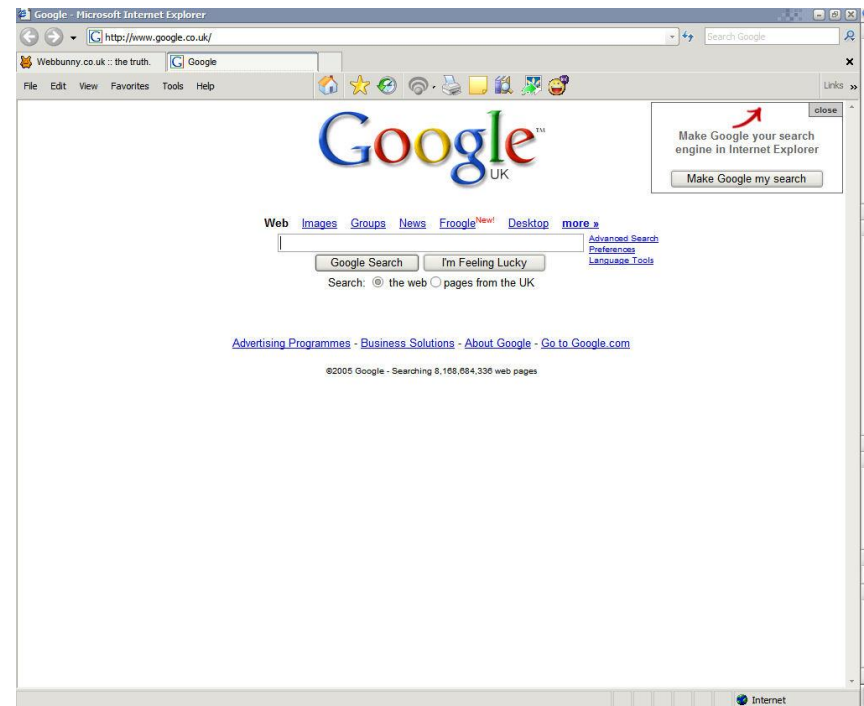 Google - Microsoft Internet Explorer
http://www.google.co.uk/
Search Google
Webbunny.co.uk :: the truth.
Google
File Edit View Favorites Tools Help
Links »
close
Make Google your search
engine in Internet Explorer
Make Google my search
Google™
UK
Web Images Groups News Froogle New! Desktop more »
Advanced Search
Preferences
Language Tools
Google Search
I'm Feeling Lucky
Search: the web pages from the UK
Advertising Programmes - Business Solutions - About Google - Go to Google.com
©2005 Google - Searching 8,168,684,336 web pages
Internet